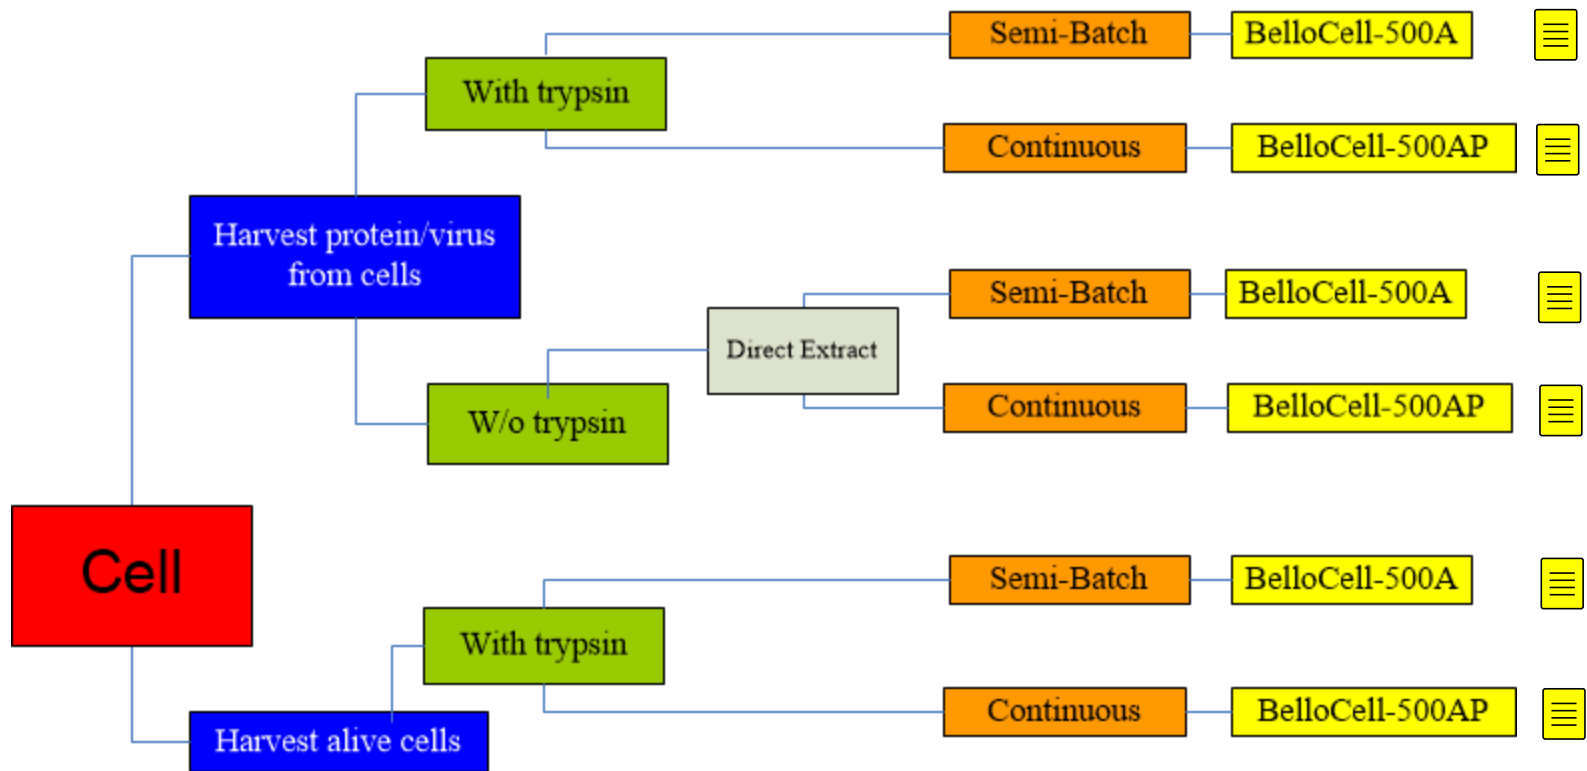 Semi-Batch
BelloCell-500A
With trypsin
Continuous
BelloCell-500AP
Harvest protein/virus
from cells
Semi-Batch
BelloCell-500A
Direct Extract
W/o trypsin
Continuous
BelloCell-500AP
Cell
Semi-Batch
BelloCell-500A
With trypsin
Continuous
BelloCell-500AP
Harvest alive cells